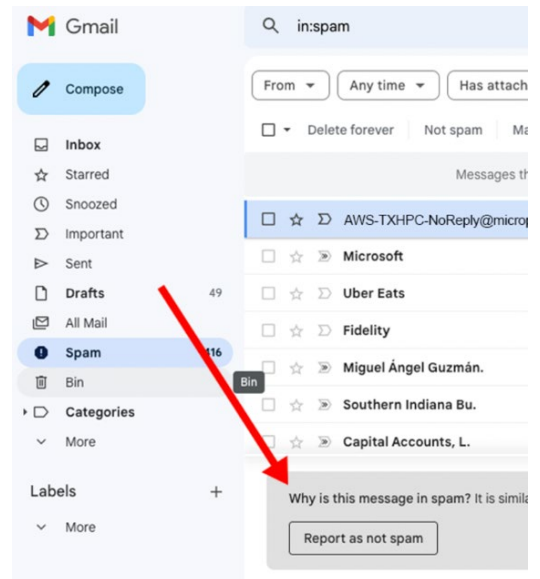 Gmail
in:spam
Compose
From
Any time
Has attach
Delete forever
Not spam
Ma
Messages th
Inbox
Starred
Snoozed
Important
Sent
Drafts 49
All Mail
Spam 416
Bin
Categories
More
Labels +
More
AWS-TXHPC-NoReply@microp
Microsoft
Uber Eats
Fidelity
Miguel Ángel Guzmán.
Bin
Southern Indiana Bu.
Capital Accounts, L.
Why is this message in spam? It is simila
Report as not spam